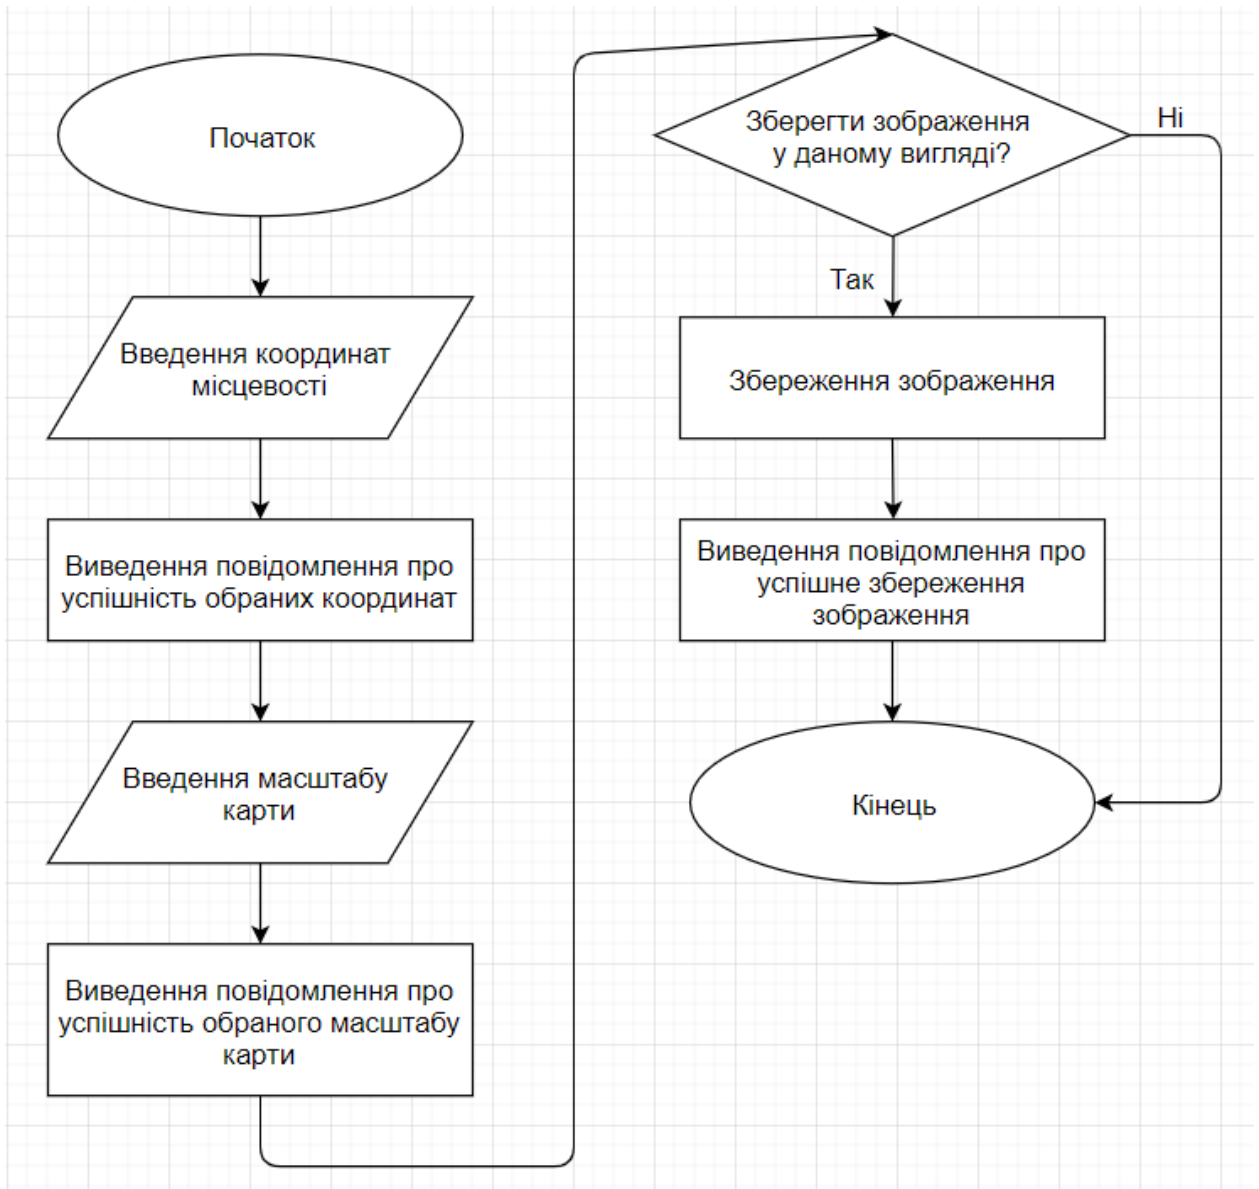 Початок
Введення координат
місцевості
Виведення повідомлення про
успішність обраних координат
Введення масштабу
карти
Виведення повідомлення про
успішність обраного масштабу
карти
Зберегти зображення
у даному вигляді?
Ні
Так
Збереження зображення
Виведення повідомлення про
успішне збереження
зображення
Кінець